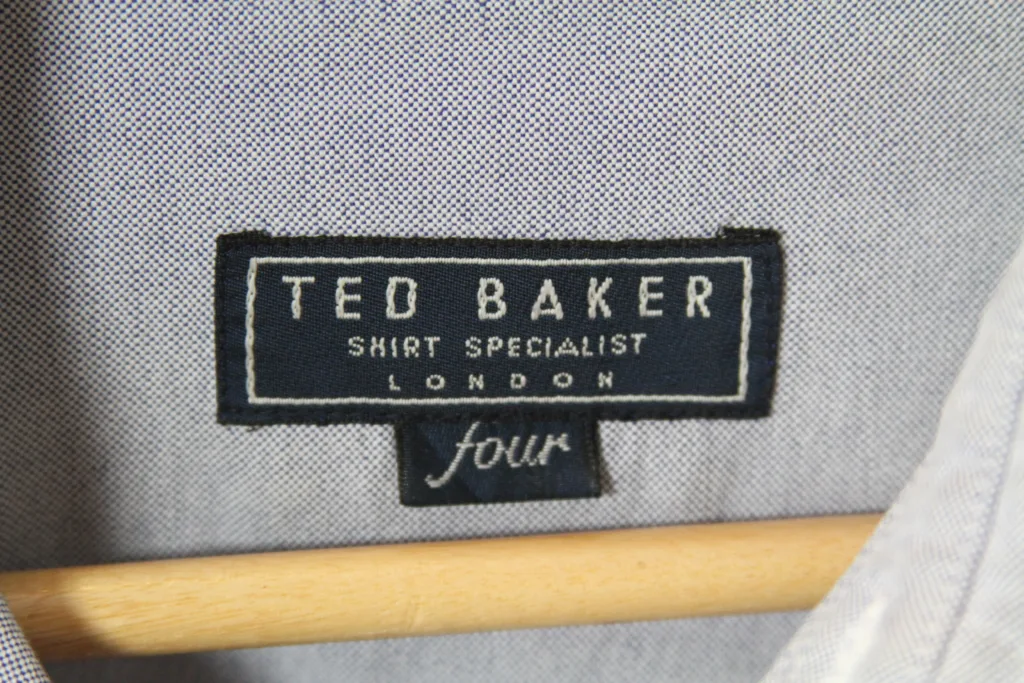 TED BAKER
SHIRT SPECIALIST
LONDON
four